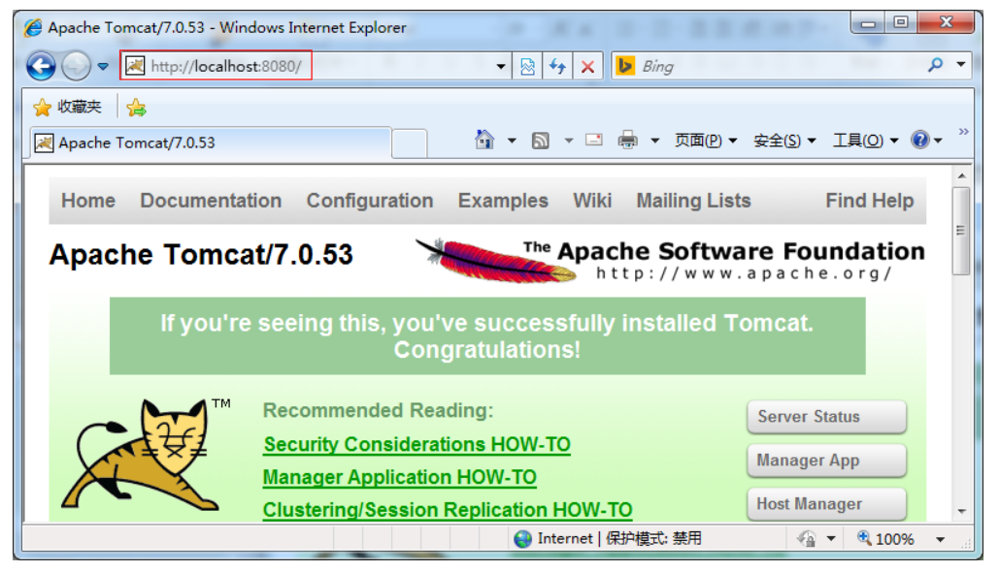 Apache Tomcat/7.0.53 - Windows Internet Explorer
http://localhost:8080/
Bing
收藏夹
Apache Tomcat/7.0.53
页面(P) 安全(S) 工具(O)
Home Documentation Configuration Examples Wiki Mailing Lists Find Help
Apache Tomcat/7.0.53
The Apache Software Foundation
http://www.apache.org/
If you're seeing this, you've successfully installed Tomcat.
Congratulations!
TM
Recommended Reading:
Security Considerations HOW-TO
Manager Application HOW-TO
Clustering/Session Replication HOW-TO
Server Status
Manager App
Host Manager
Internet | 保护模式: 禁用
100%